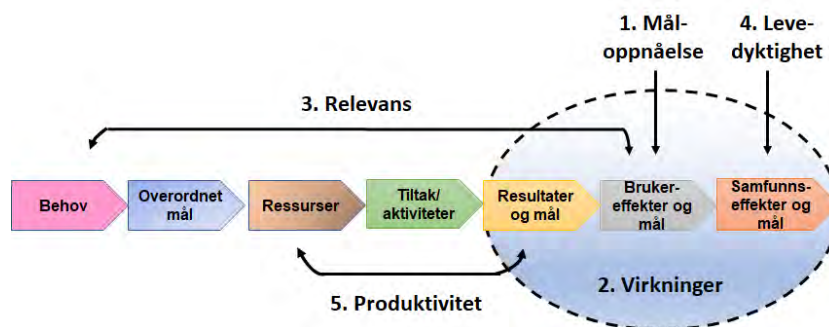 1. Mål-
oppnåelse
4. Leve-
dyktighet
3. Relevans
Behov
Overordnet
mål
Ressurser
Tiltak/
aktiviteter
Resultater
og mål
Bruker-
effekter og
mål
Samfunns-
effekter og
mål
5. Produktivitet
2. Virkninger